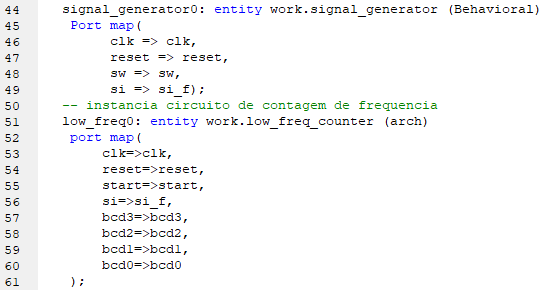 44 signal_generator0: entity work.signal_generator (Behavioral)
45 Port map(
46 clk => clk,
47 reset => reset,
48 sw => sw,
49 si => si_f);
50 -- instancia circuito de contagem de frequencia
51 low_freq0: entity work.low_freq_counter (arch)
52 port map(
53 clk=>clk,
54 reset=>reset,
55 start=>start,
56 si=>si_f,
57 bcd3=>bcd3,
58 bcd2=>bcd2,
59 bcd1=>bcd1,
60 bcd0=>bcd0
61 );